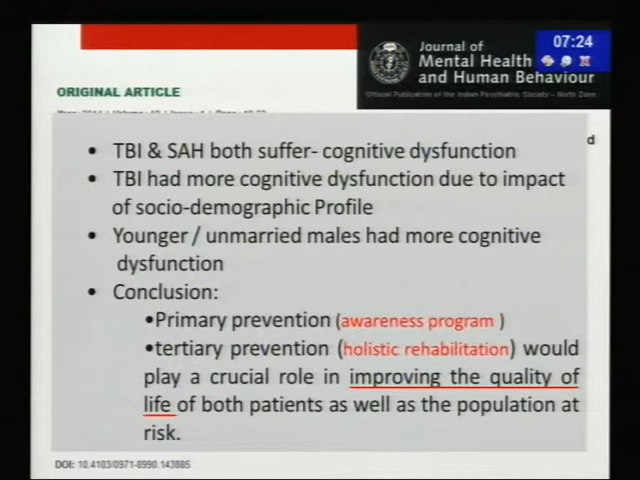 Journal of
Mental Health
and Human Behaviour
Official Publication of the Indian Psychiatric Society - North Zone
07:24
ORIGINAL ARTICLE
d
• TBI & SAH both suffer- cognitive dysfunction
• TBI had more cognitive dysfunction due to impact
of socio-demographic Profile
• Younger / unmarried males had more cognitive
dysfunction
• Conclusion:
•Primary prevention (awareness program )
•tertiary prevention (holistic rehabilitation) would
play a crucial role in improving the quality of
life of both patients as well as the population at
risk.
DOI: 10.4103/0971-8990.143885